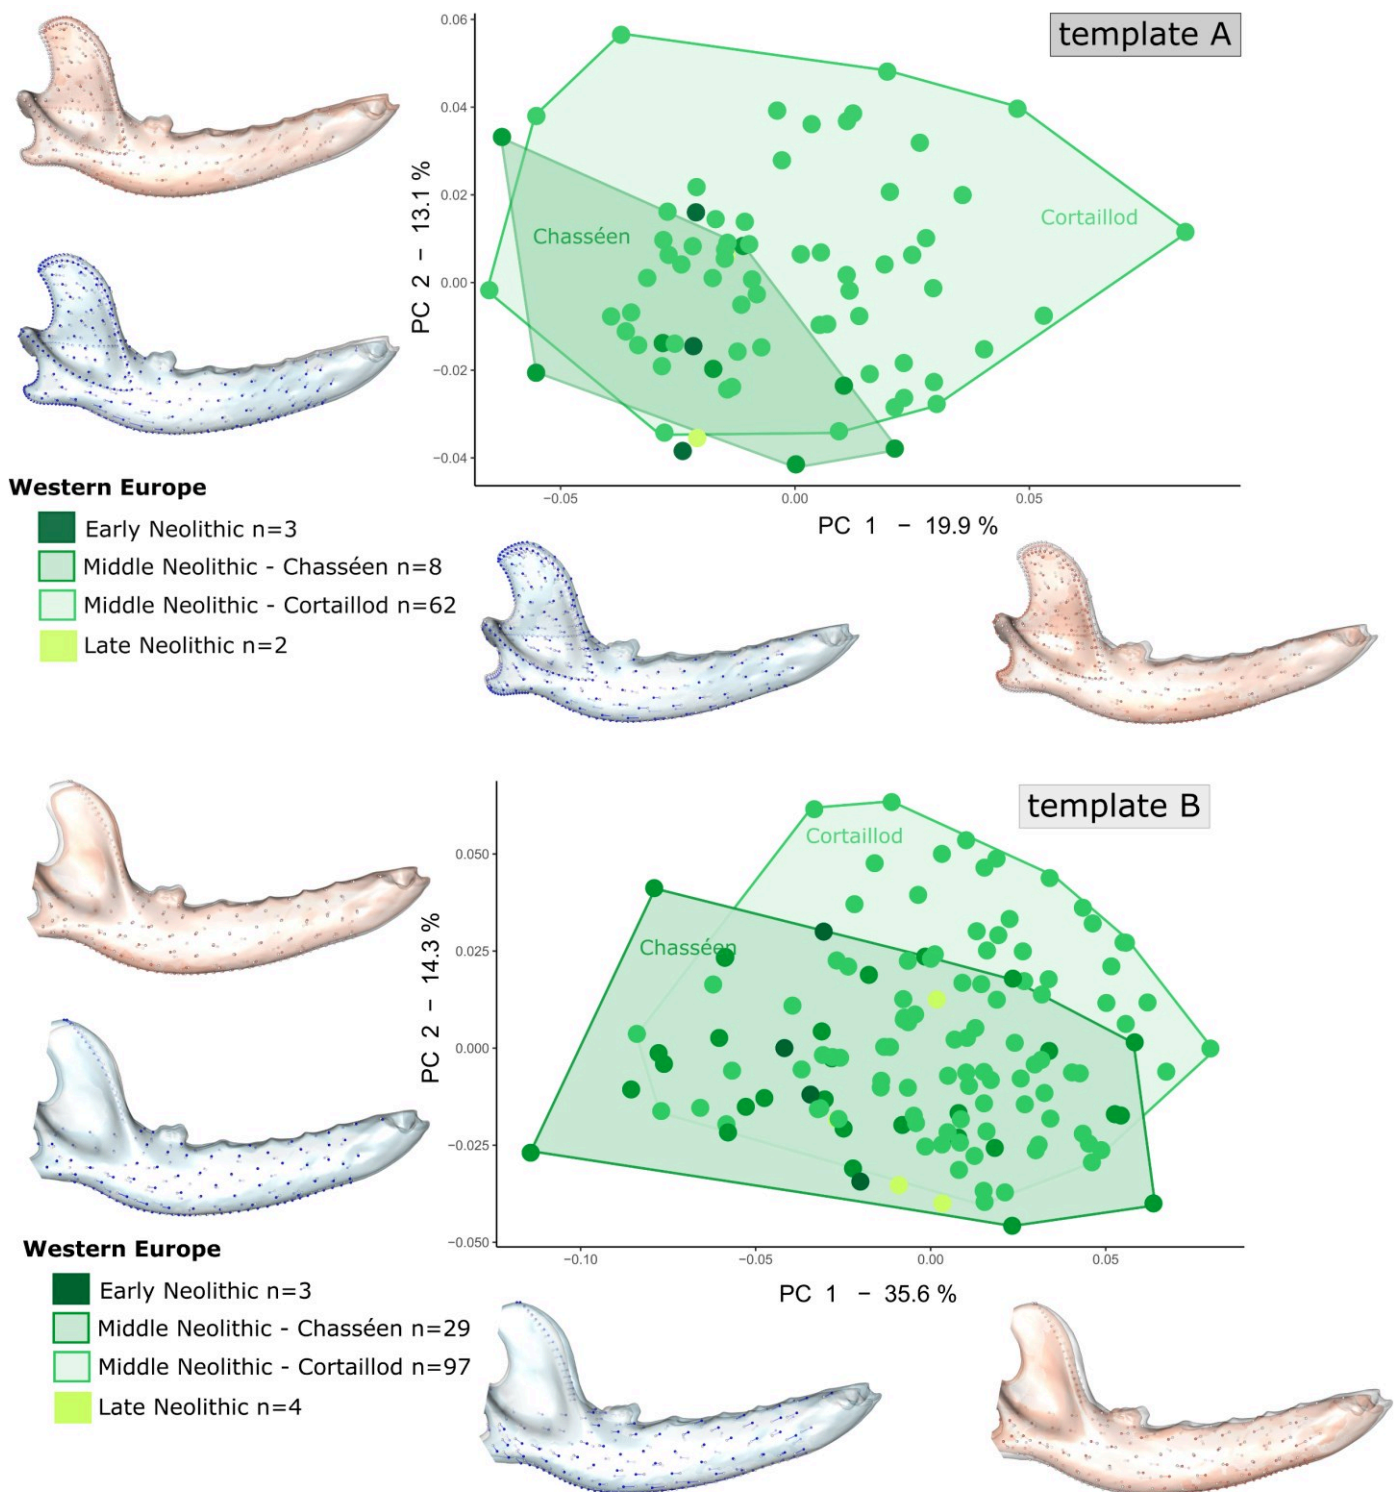 template A
0.06
0.04
0.02
0.00
−0.02
−0.04
PC 2 − 13.1 %
Chasséen
Cortaillod
−0.05
0.00
0.05
PC 1 − 19.9 %
Western Europe
Early Neolithic n=3
Middle Neolithic - Chasséen n=8
Middle Neolithic - Cortaillod n=62
Late Neolithic n=2
template B
0.050
0.025
0.000
−0.025
−0.050
PC 2 − 14.3 %
Cortaillod
Chasséen
−0.10
−0.05
0.00
0.05
PC 1 − 35.6 %
Western Europe
Early Neolithic n=3
Middle Neolithic - Chasséen n=29
Middle Neolithic - Cortaillod n=97
Late Neolithic n=4